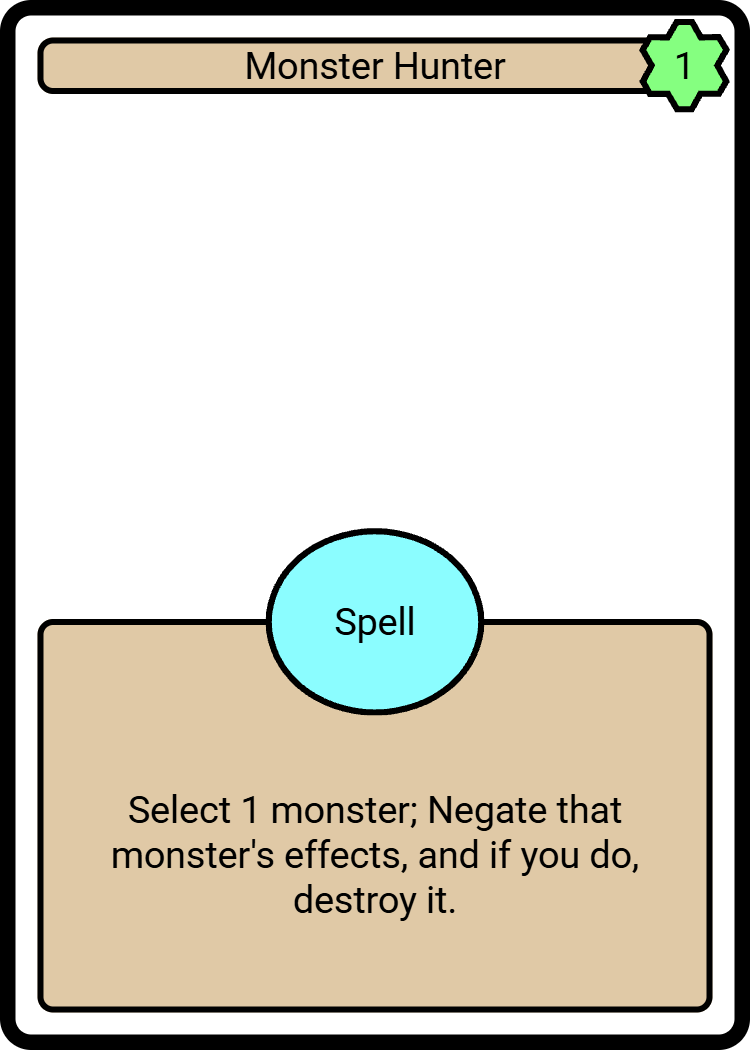 Monster Hunter
1
Spell
Select 1 monster; Negate that
monster's effects, and if you do,
destroy it.